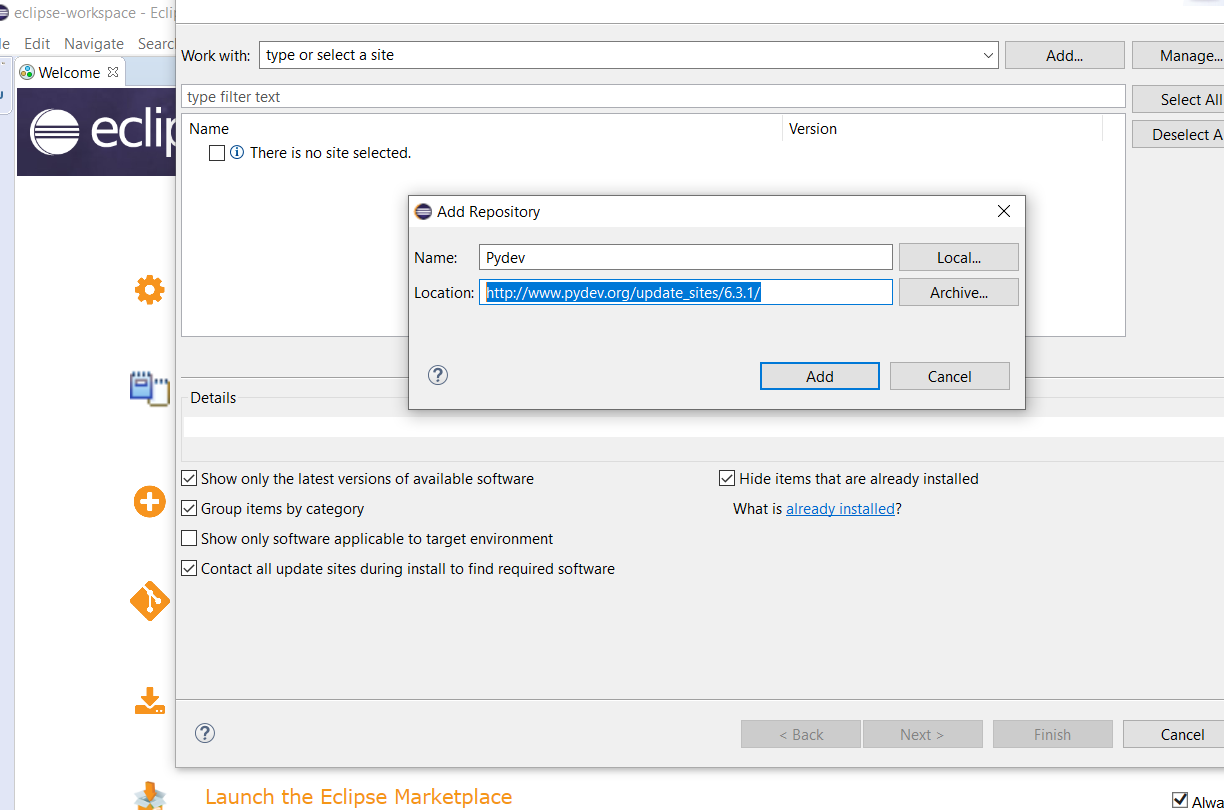 eclipse-workspace - Ecli
le Edit Navigate Searc
Welcome
eclip
Work with: type or select a site Add... Manage...
type filter text
Select All
Name Version
Deselect A
There is no site selected.
Add Repository
Name: Pydev Local...
Location: http://www.pydev.org/update_sites/6.3.1/ Archive...
? Add Cancel
Details
Show only the latest versions of available software Hide items that are already installed
Group items by category What is already installed?
Show only software applicable to target environment
Contact all update sites during install to find required software
? < Back Next > Finish Cancel
Launch the Eclipse Marketplace Alwa